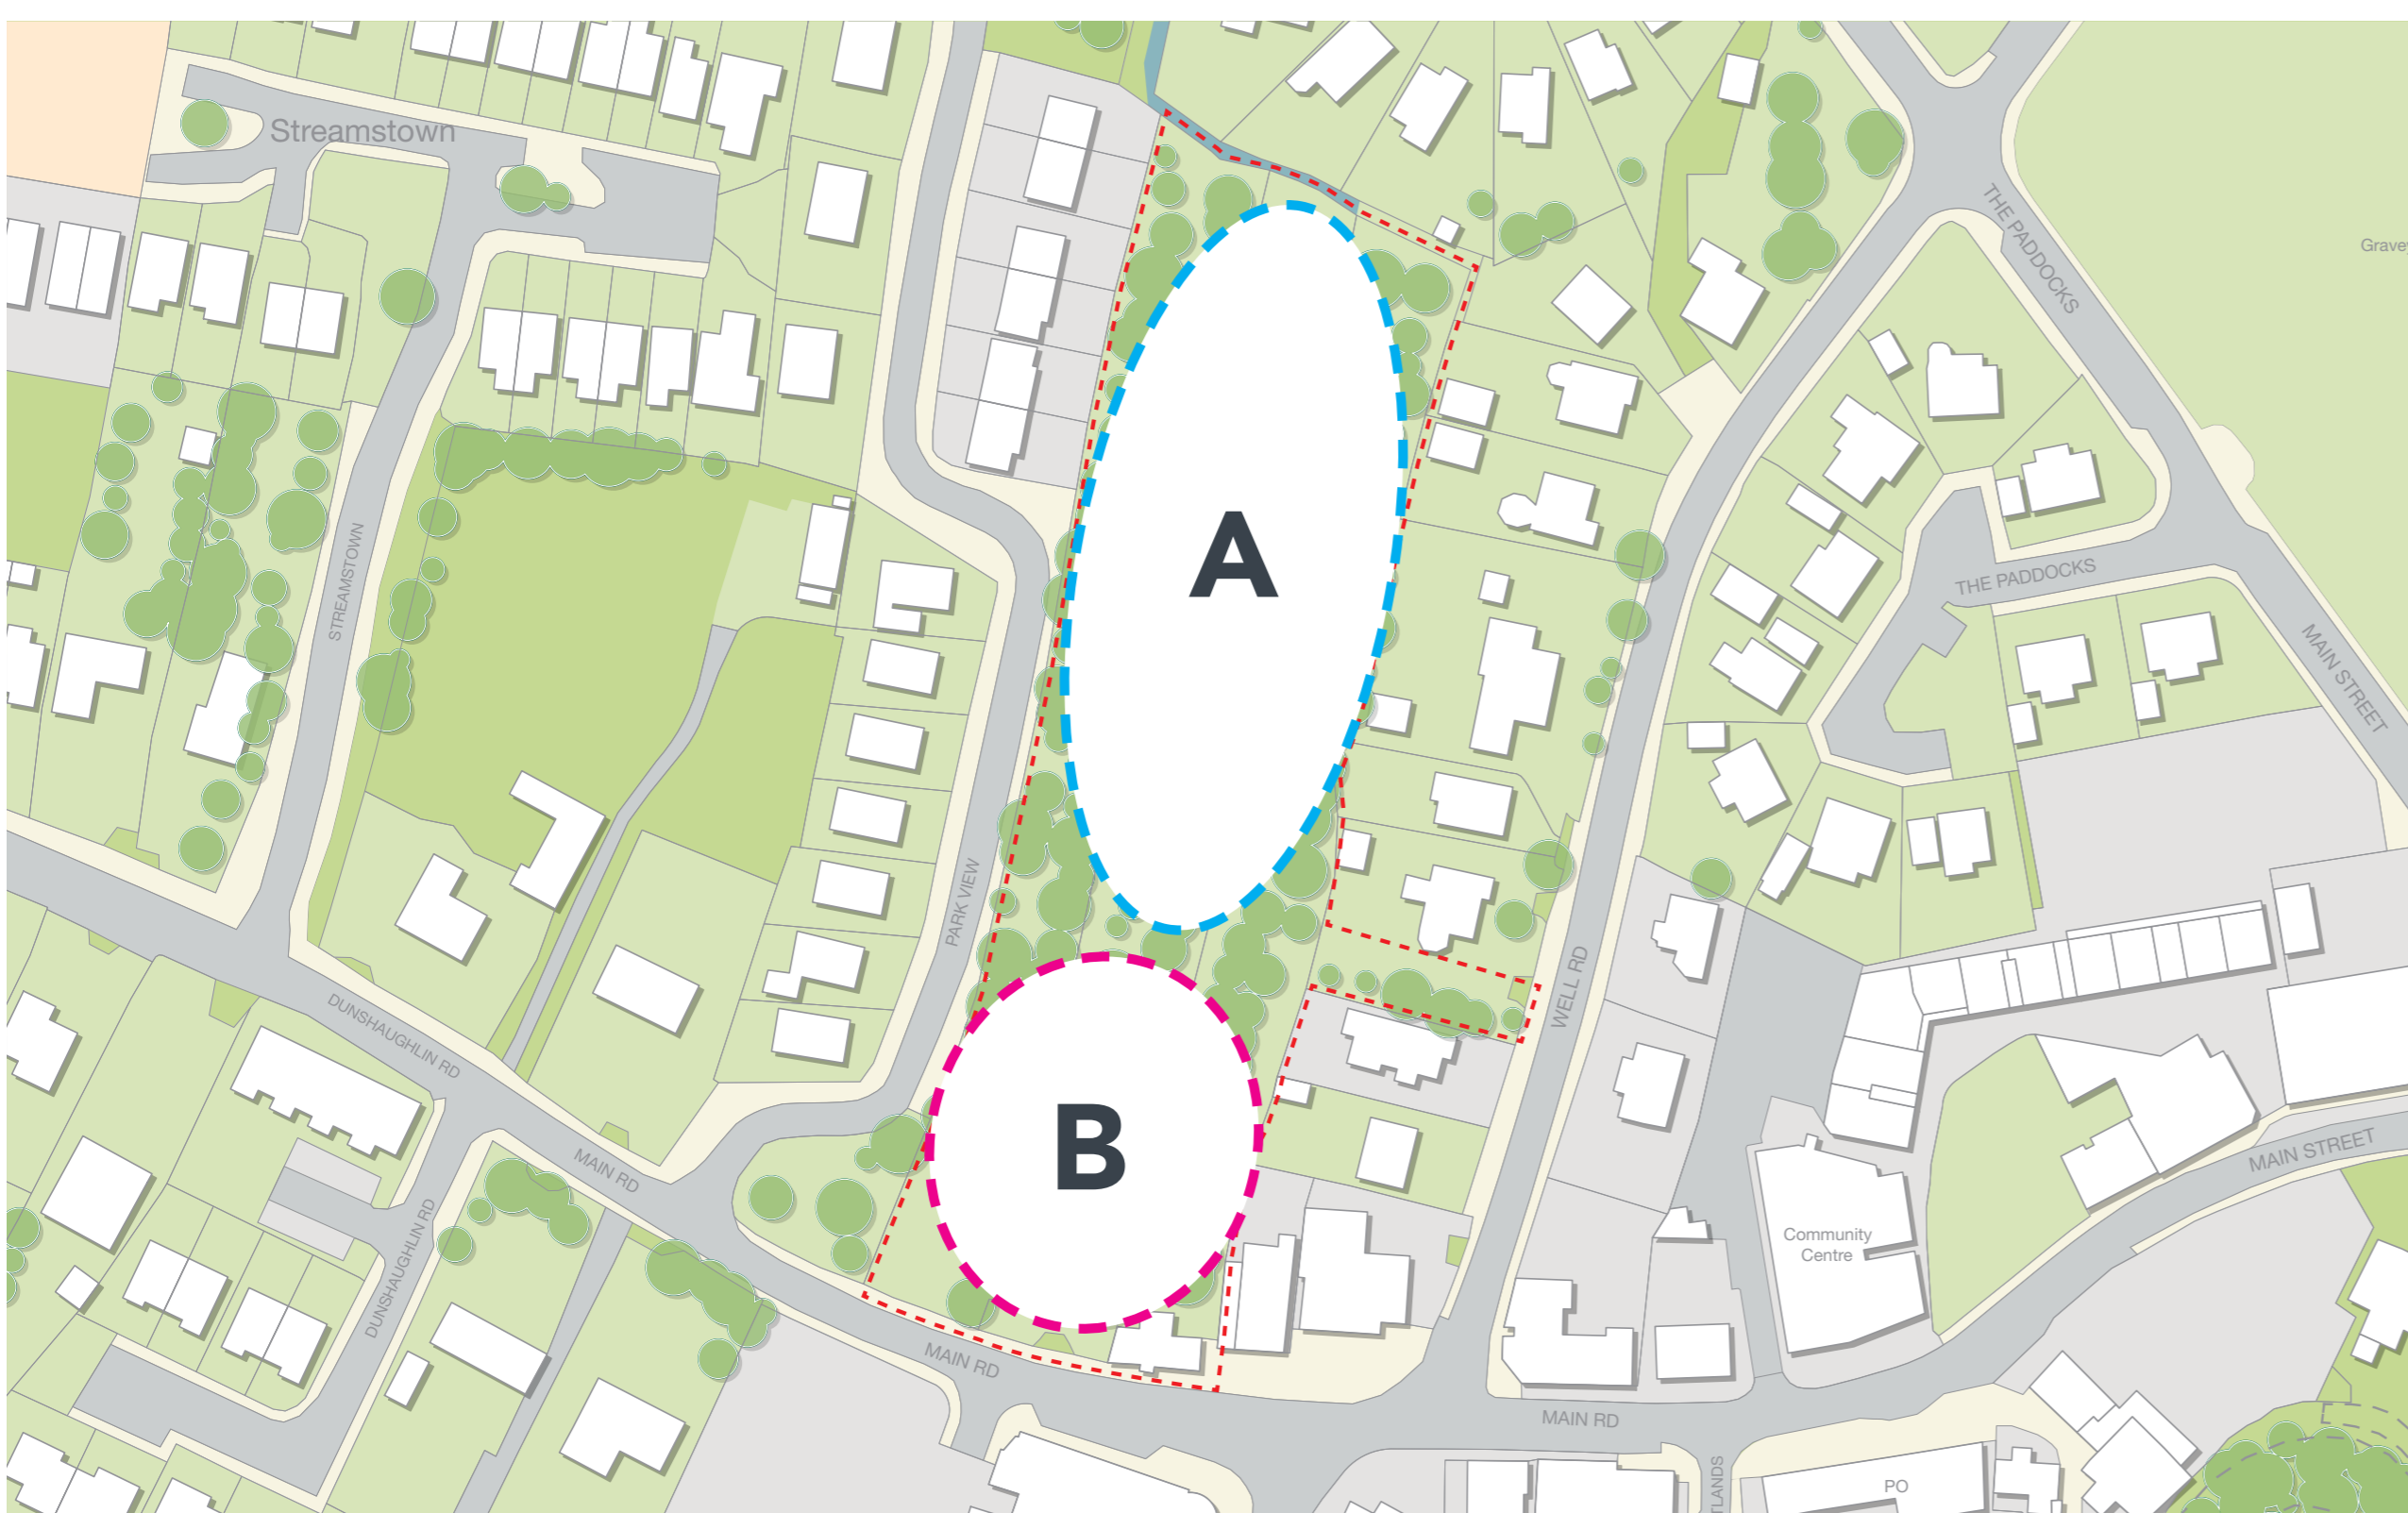 Streamstown
THE PADDOCKS
A
STREAMSTOWN
THE PADDOCKS
MAIN STREET
PARK VIEW
WELL RD
DUNSHAUGHLIN RD
B
MAIN RD
MAIN STREET
DUNSHAUGHLIN RD
Community
Centre
MAIN RD
MAIN RD
PO